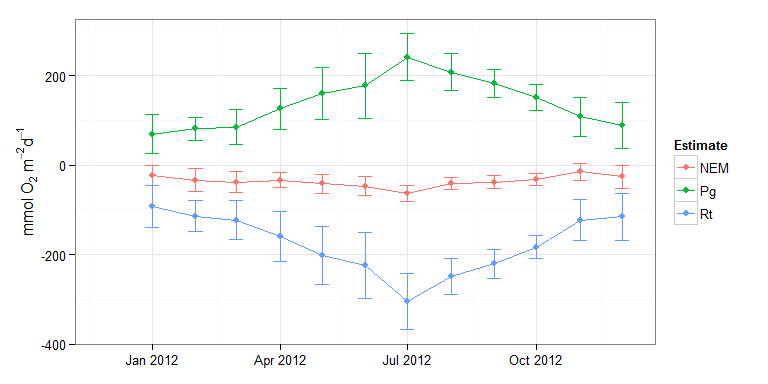 200
0
-200
-400
mmol O₂ m⁻²d⁻¹
Jan 2012
Apr 2012
Jul 2012
Oct 2012
Estimate
NEM
Pg
Rt